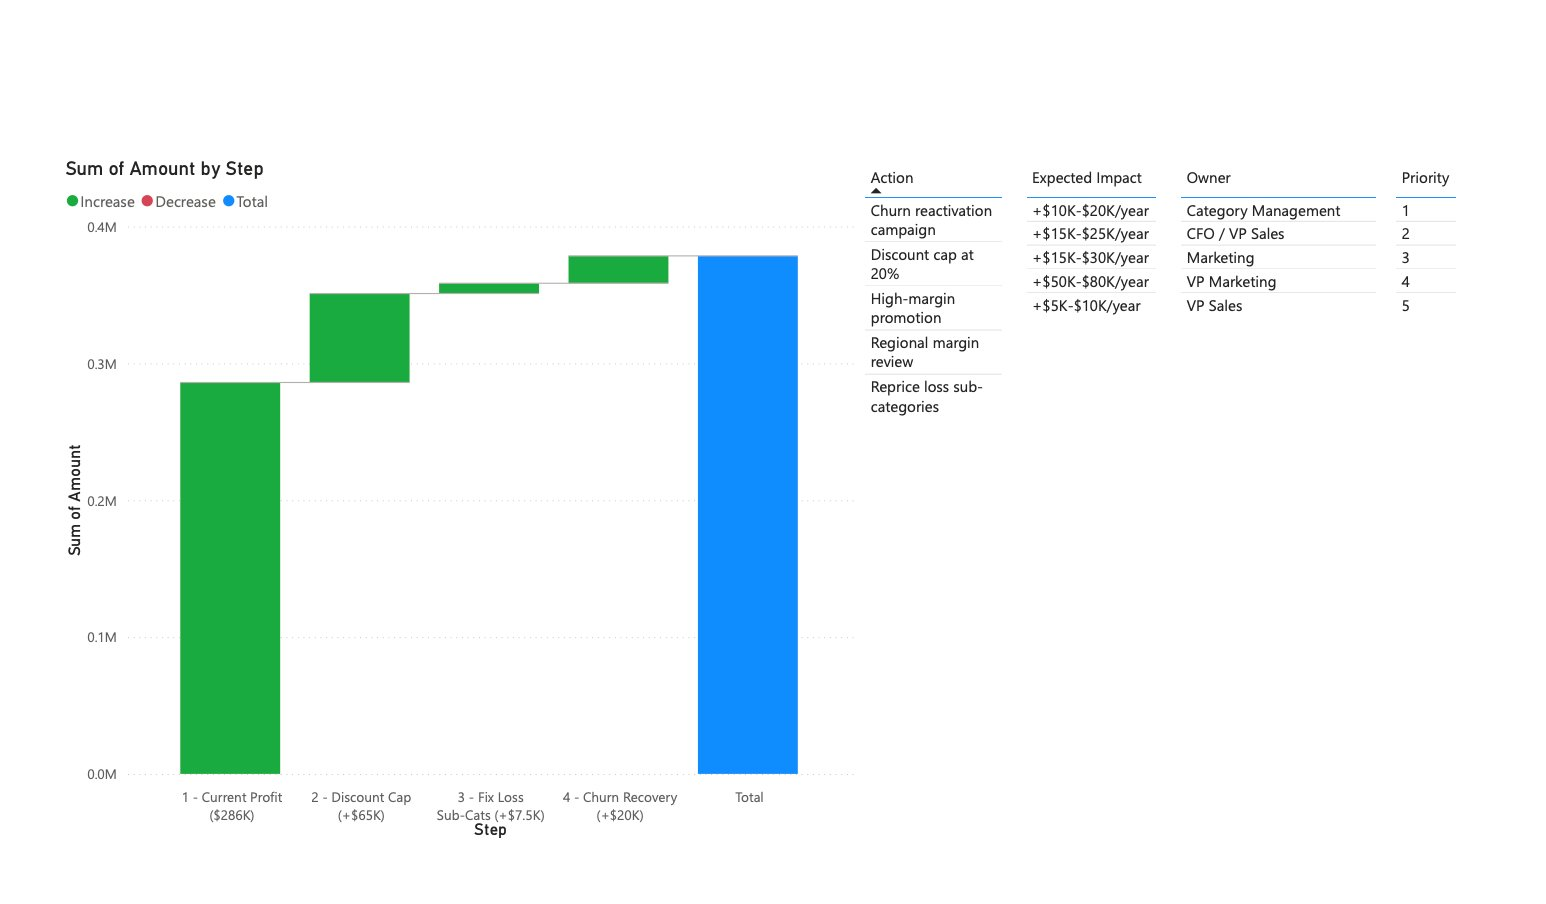 Sum of Amount by Step
Increase Decrease Total
0.4M
0.3M
0.2M
0.1M
0.0M
Sum of Amount
1 - Current Profit
($286K)
2 - Discount Cap
(+$65K)
3 - Fix Loss
Sub-Cats (+$7.5K)
4 - Churn Recovery
(+$20K)
Total
Step
Action
Churn reactivation
campaign
Discount cap at
20%
High-margin
promotion
Regional margin
review
Reprice loss sub-
categories
Expected Impact
+$10K-$20K/year
+$15K-$25K/year
+$15K-$30K/year
+$50K-$80K/year
+$5K-$10K/year
Owner
Category Management
CFO / VP Sales
Marketing
VP Marketing
VP Sales
Priority
1
2
3
4
5